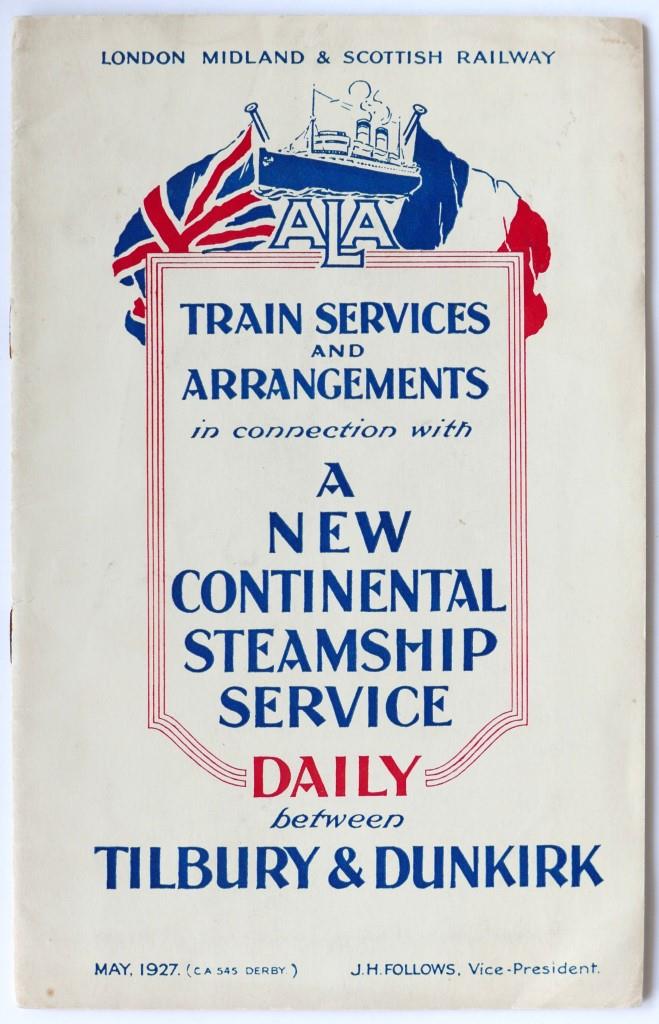 LONDON MIDLAND & SCOTTISH RAILWAY
ALA
TRAIN SERVICES
AND
ARRANGEMENTS
in connection with
A
NEW
CONTINENTAL
STEAMSHIP
SERVICE
DAILY
between
TILBURY & DUNKIRK
MAY, 1927. (CA 545 DERBY.) J.H. FOLLOWS, Vice-President.